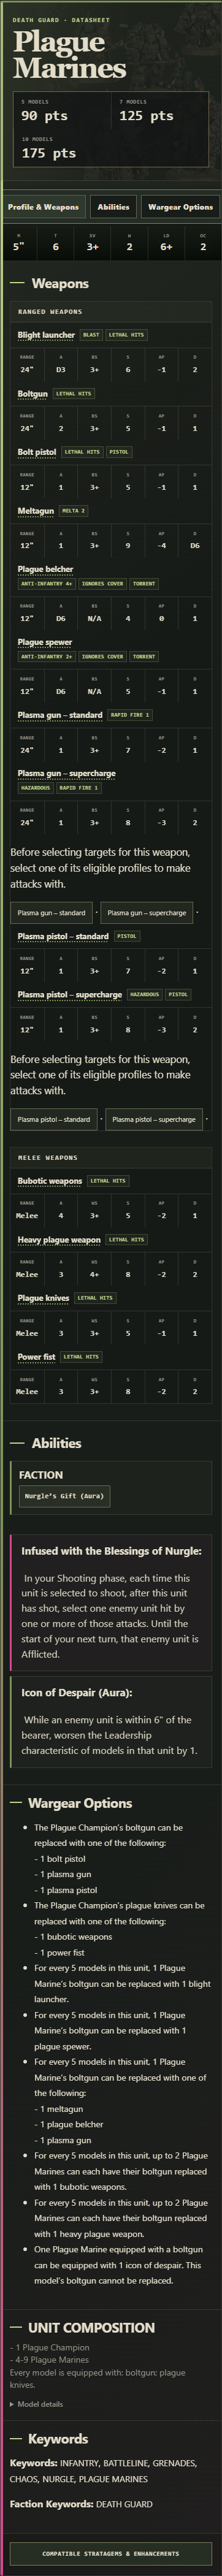 DEATH GUARD · DATASHEET
Plague
Marines
5 MODELS
90 pts
7 MODELS
125 pts
10 MODELS
175 pts
Profile & Weapons
Abilities
Wargear Options
M T SV W LD OC
5" 6 3+ 2 6+ 2
Weapons
RANGED WEAPONS
Blight launcher BLAST LETHAL HITS
RANGE A BS S AP D
24" D3 3+ 6 -1 2
Boltgun LETHAL HITS
RANGE A BS S AP D
24" 2 3+ 5 -1 1
Bolt pistol LETHAL HITS PISTOL
RANGE A BS S AP D
12" 1 3+ 5 -1 1
Meltagun MELTA 2
RANGE A BS S AP D
12" 1 3+ 9 -4 D6
Plague belcher
ANTI-INFANTRY 4+ IGNORES COVER TORRENT
RANGE A BS S AP D
12" D6 N/A 4 0 1
Plague spewer
ANTI-INFANTRY 2+ IGNORES COVER TORRENT
RANGE A BS S AP D
12" D6 N/A 5 -1 1
Plasma gun – standard RAPID FIRE 1
RANGE A BS S AP D
24" 1 3+ 7 -2 1
Plasma gun – supercharge
HAZARDOUS RAPID FIRE 1
RANGE A BS S AP D
24" 1 3+ 8 -3 2
Before selecting targets for this weapon,
select one of its eligible profiles to make
attacks with.
Plasma gun – standard · Plasma gun – supercharge ·
Plasma pistol – standard PISTOL
RANGE A BS S AP D
12" 1 3+ 7 -2 1
Plasma pistol – supercharge HAZARDOUS PISTOL
RANGE A BS S AP D
12" 1 3+ 8 -3 2
Before selecting targets for this weapon,
select one of its eligible profiles to make
attacks with.
Plasma pistol – standard · Plasma pistol – supercharge ·
MELEE WEAPONS
Bubotic weapons LETHAL HITS
RANGE A WS S AP D
Melee 4 3+ 5 -2 1
Heavy plague weapon LETHAL HITS
RANGE A WS S AP D
Melee 3 4+ 8 -2 2
Plague knives LETHAL HITS
RANGE A WS S AP D
Melee 3 3+ 5 -1 1
Power fist LETHAL HITS
RANGE A WS S AP D
Melee 3 3+ 8 -2 2
Abilities
FACTION
Nurgle's Gift (Aura)
Infused with the Blessings of Nurgle:
In your Shooting phase, each time this
unit is selected to shoot, after this unit
has shot, select one enemy unit hit by
one or more of those attacks. Until the
start of your next turn, that enemy unit is
Afflicted.
Icon of Despair (Aura):
While an enemy unit is within 6" of the
bearer, worsen the Leadership
characteristic of models in that unit by 1.
Wargear Options
• The Plague Champion's boltgun can be
replaced with one of the following:
- 1 bolt pistol
- 1 plasma gun
- 1 plasma pistol
• The Plague Champion's plague knives can be
replaced with one of the following:
- 1 bubotic weapons
- 1 power fist
• For every 5 models in this unit, 1 Plague
Marine's boltgun can be replaced with 1 blight
launcher.
• For every 5 models in this unit, 1 Plague
Marine's boltgun can be replaced with 1
plague spewer.
• For every 5 models in this unit, 1 Plague
Marine's boltgun can be replaced with one of
the following:
- 1 meltagun
- 1 plague belcher
- 1 plasma gun
• For every 5 models in this unit, up to 2 Plague
Marines can each have their boltgun replaced
with 1 bubotic weapons.
• For every 5 models in this unit, up to 2 Plague
Marines can each have their boltgun replaced
with 1 heavy plague weapon.
• One Plague Marine equipped with a boltgun
can be equipped with 1 icon of despair. This
model's boltgun cannot be replaced.
UNIT COMPOSITION
- 1 Plague Champion
- 4-9 Plague Marines
Every model is equipped with: boltgun; plague
knives.
▶ Model details
Keywords
Keywords: INFANTRY, BATTLELINE, GRENADES,
CHAOS, NURGLE, PLAGUE MARINES
Faction Keywords: DEATH GUARD
COMPATIBLE STRATAGEMS & ENHANCEMENTS